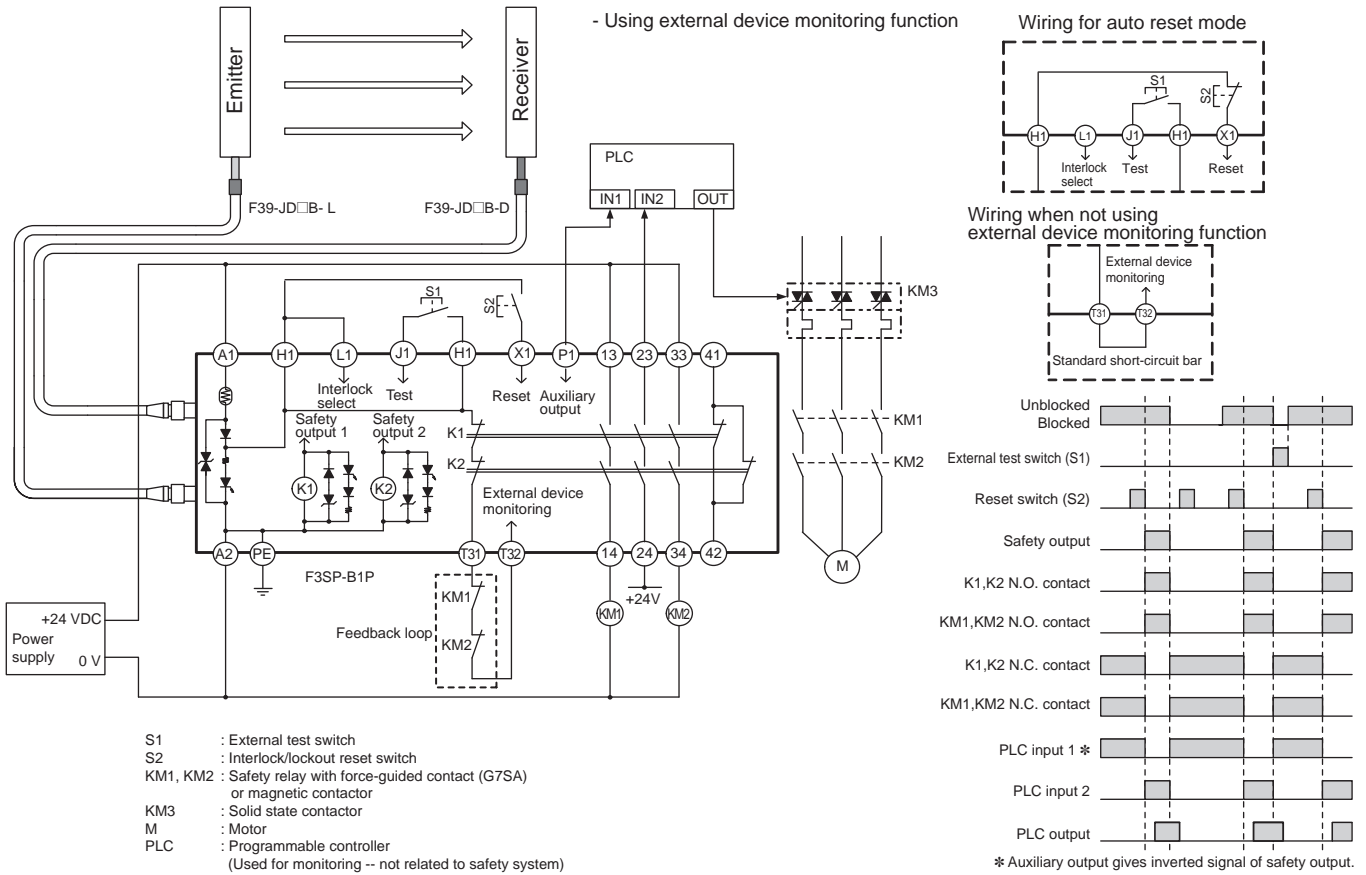 - Using external device monitoring function
Wiring for auto reset mode
Emitter
Receiver
F39-JD□B- L
F39-JD□B-D
PLC
IN1 IN2 OUT
S1
S2
H1 L1 J1 H1 X1
Interlock
select
Test
Reset
Wiring when not using
external device monitoring function
External device
monitoring
T31 T32
Standard short-circuit bar
KM3
S1
S2
A1 H1 L1 J1 H1 X1 P1 13 23 33 41
Interlock
select
Test
Reset
Auxiliary
output
Safety
output 1
Safety
output 2
K1
K2
K1
K2
External device
monitoring
KM1
KM2
M
A2 PE T31 T32 14 24 34 42
F3SP-B1P
KM1
KM2
Feedback loop
KM1
+24V
KM2
+24 VDC
Power
supply
0 V
Unblocked
Blocked
External test switch (S1)
Reset switch (S2)
Safety output
K1,K2 N.O. contact
KM1,KM2 N.O. contact
K1,K2 N.C. contact
KM1,KM2 N.C. contact
PLC input 1 ✻
PLC input 2
PLC output
✻ Auxiliary output gives inverted signal of safety output.
S1 : External test switch
S2 : Interlock/lockout reset switch
KM1, KM2 : Safety relay with force-guided contact (G7SA)
or magnetic contactor
KM3 : Solid state contactor
M : Motor
PLC : Programmable controller
(Used for monitoring -- not related to safety system)